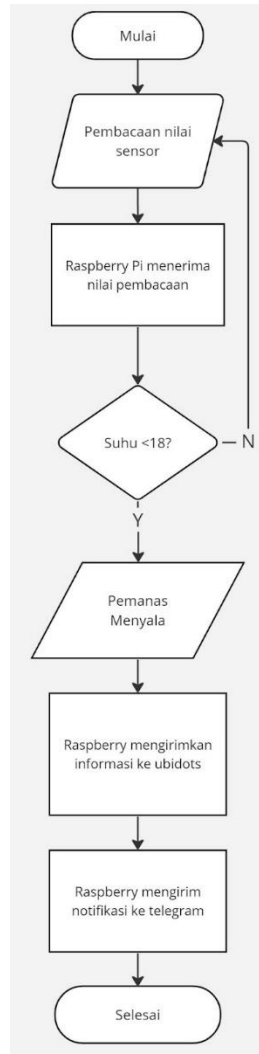 Mulai
Pembacaan nilai
sensor
Raspberry Pi menerima
nilai pembacaan
Suhu <18?
N
Y
Pemanas
Menyala
Raspberry mengirimkan
informasi ke ubidots
Raspberry mengirim
notifikasi ke telegram
Selesai